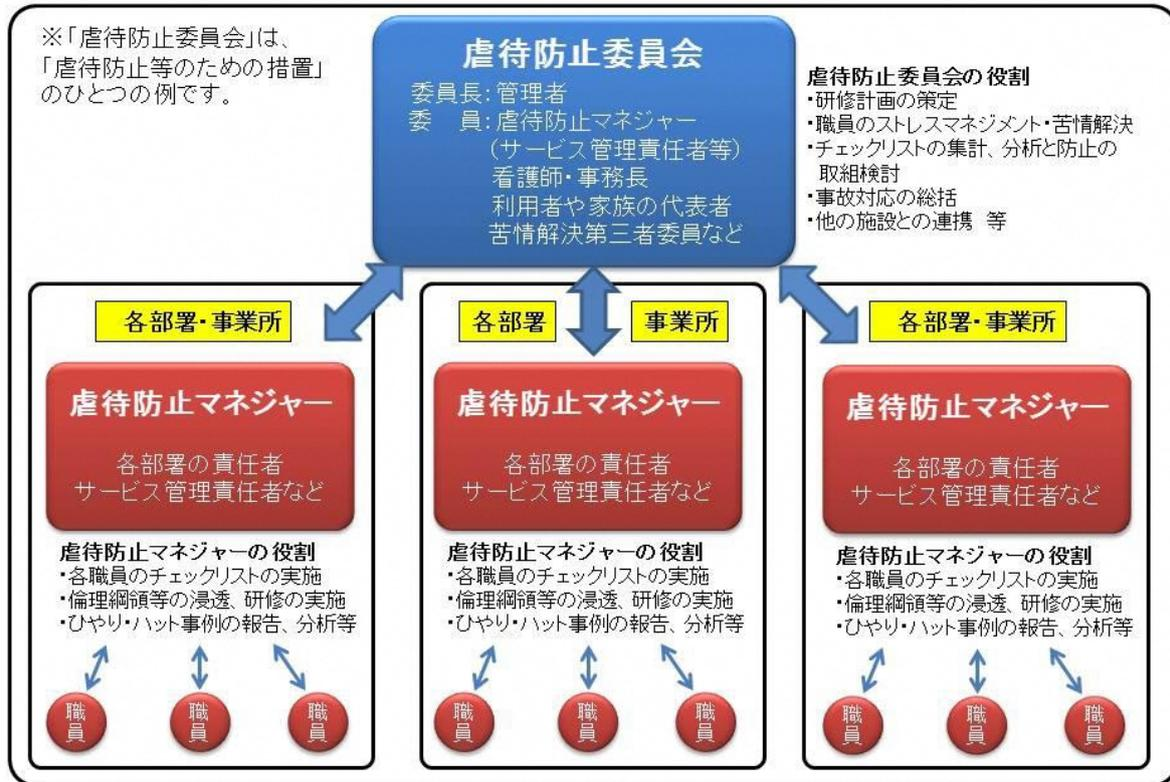 ※「虐待防止委員会」は、
「虐待防止等のための措置」
のひとつの例です。
虐待防止委員会
委員長：管理者
委　員：虐待防止マネジャー
（サービス管理責任者等）
看護師・事務長
利用者や家族の代表者
苦情解決第三者委員など
虐待防止委員会の役割
・研修計画の策定
・職員のストレスマネジメント・苦情解決
・チェックリストの集計、分析と防止の
取組検討
・事故対応の総括
・他の施設との連携　等
各部署・事業所
虐待防止マネジャー
各部署の責任者
サービス管理責任者など
虐待防止マネジャーの役割
・各職員のチェックリストの実施
・倫理綱領等の浸透、研修の実施
・ひやり・ハット事例の報告、分析等
職員
職員
職員
各部署
事業所
虐待防止マネジャー
各部署の責任者
サービス管理責任者など
虐待防止マネジャーの役割
・各職員のチェックリストの実施
・倫理綱領等の浸透、研修の実施
・ひやり・ハット事例の報告、分析等
職員
職員
職員
各部署・事業所
虐待防止マネジャー
各部署の責任者
サービス管理責任者など
虐待防止マネジャーの役割
・各職員のチェックリストの実施
・倫理綱領等の浸透、研修の実施
・ひやり・ハット事例の報告、分析等
職員
職員
職員